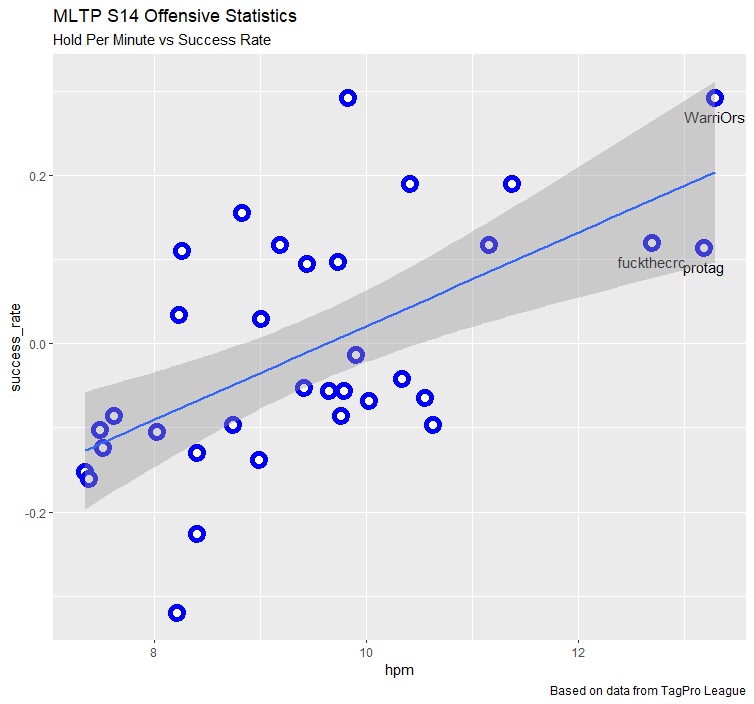 MLTP S14 Offensive Statistics
Hold Per Minute vs Success Rate
WarriOrs
0.2
fuckthecrc
protag
success_rate
0.0
-0.2
8
10
12
hpm
Based on data from TagPro League